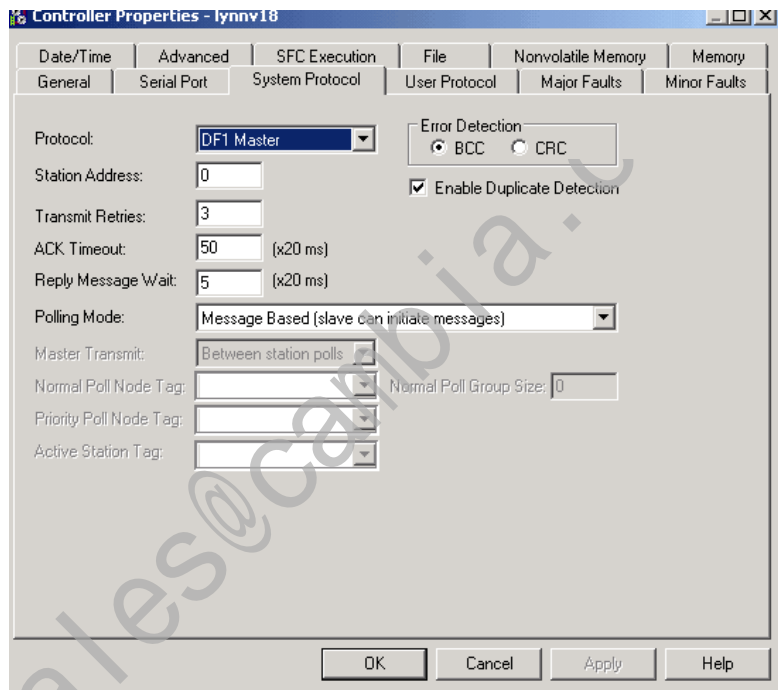 Controller Properties - lynnv18
Date/Time Advanced SFC Execution File Nonvolatile Memory Memory
General Serial Port System Protocol User Protocol Major Faults Minor Faults
Protocol: DF1 Master
Error Detection
BCC CRC
Station Address: 0
Enable Duplicate Detection
Transmit Retries: 3
ACK Timeout: 50 (x20 ms)
Reply Message Wait: 5 (x20 ms)
Polling Mode: Message Based (slave can initiate messages)
Master Transmit: Between station polls
Normal Poll Node Tag: Normal Poll Group Size: 0
Priority Poll Node Tag:
Active Station Tag:
OK Cancel Apply Help
ales@cambia.c